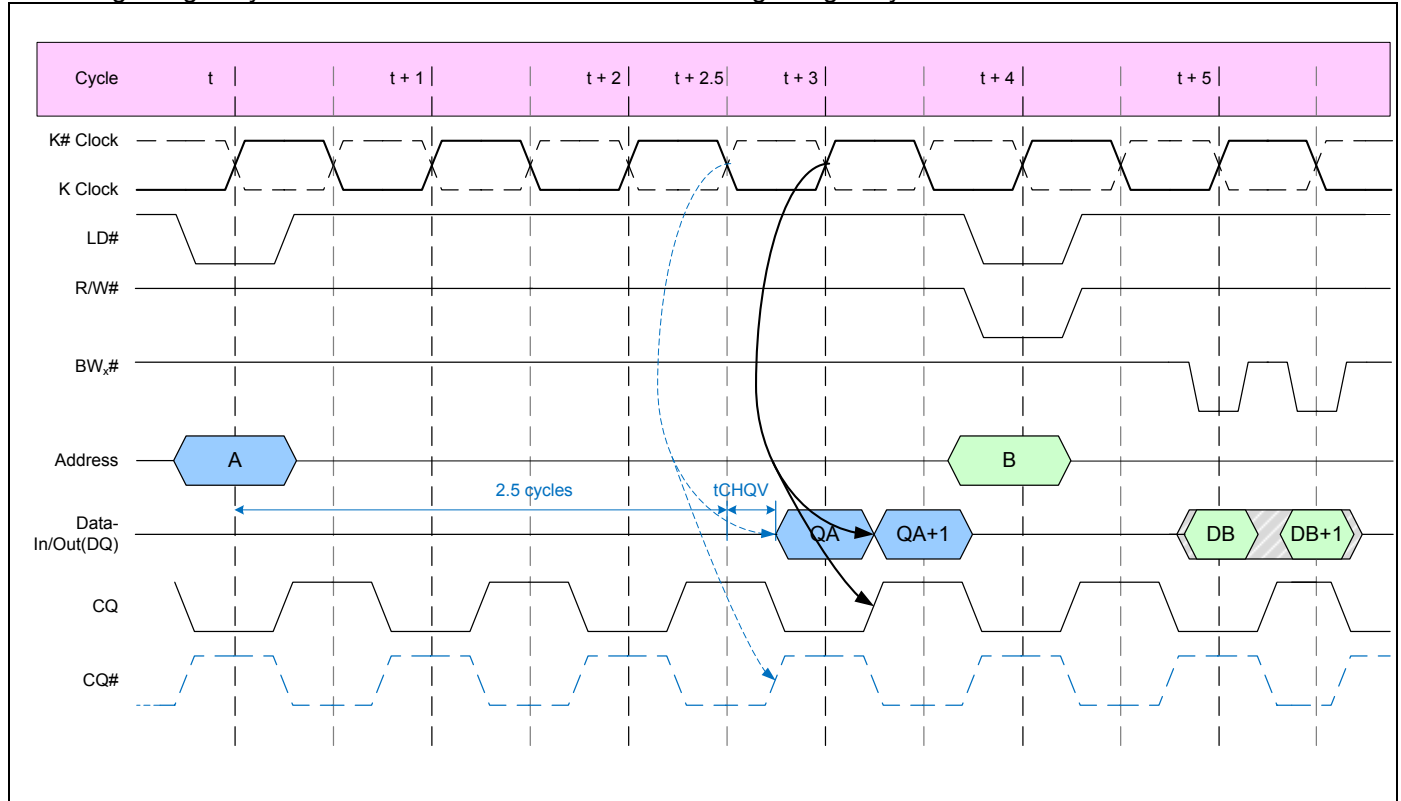 Cycle t t + 1 t + 2 t + 2.5 t + 3 t + 4 t + 5
K# Clock
K Clock
LD#
R/W#
BWx#
Address A B
2.5 cycles tCHQV
Data-
In/Out(DQ) QA QA+1 DB DB+1
CQ
CQ#